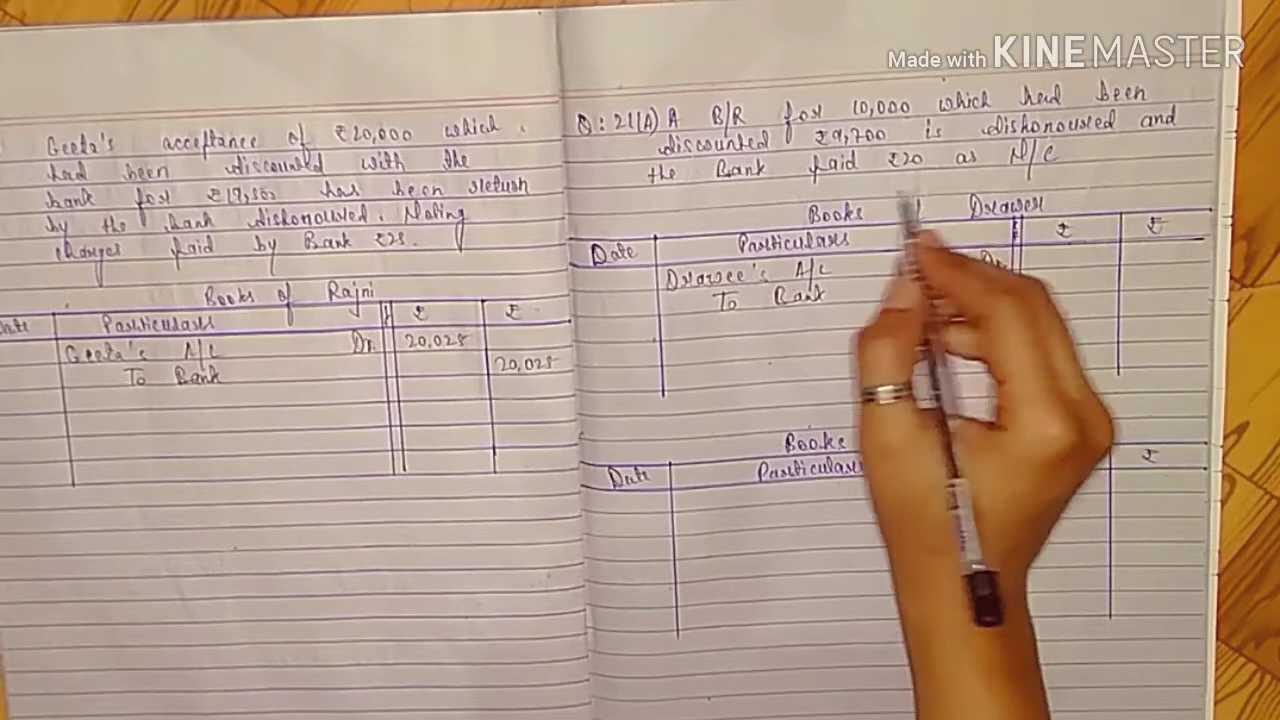 Made with KINEMASTER
Geeta's acceptance of ₹20,000 which
had been discounted with the
bank for ₹19,500 has been return
by the bank dishonoured. Noting
charges paid by Bank ₹25.
Books of Rajni
Date Particulars ₹ ₹
Geeta's A/C Dr. 20,025
To Bank 20,025
Q:21(A) A B/R for 10,000 which had been
discounted ₹9,700 is dishonoured and
the Bank paid ₹20 as N/C
Books of Drawer
Date Particulars ₹ ₹
Drawee's A/C Dr.
To Bank
Books
Date Particulars ₹